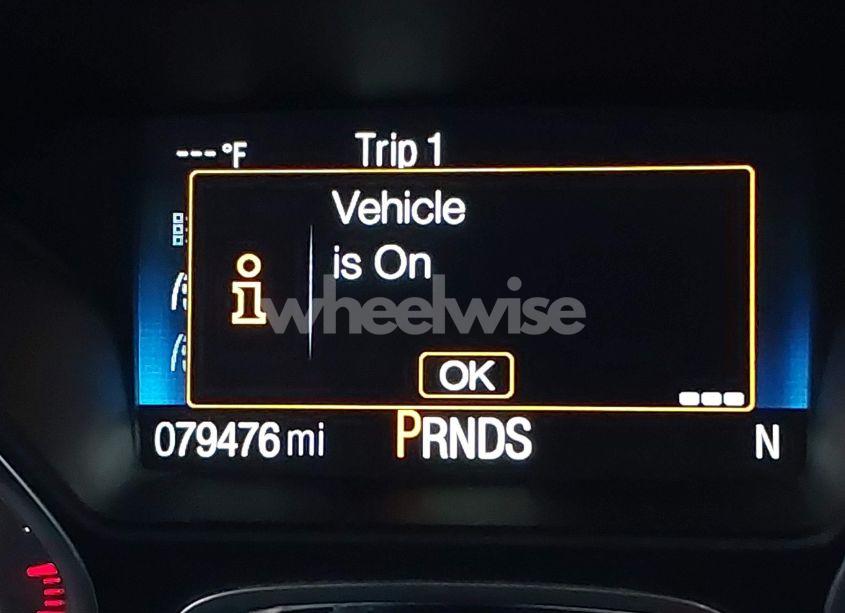 ---°F
Trip 1
Vehicle
is On
i
wheelwise
OK
079476 mi
PRNDS
N